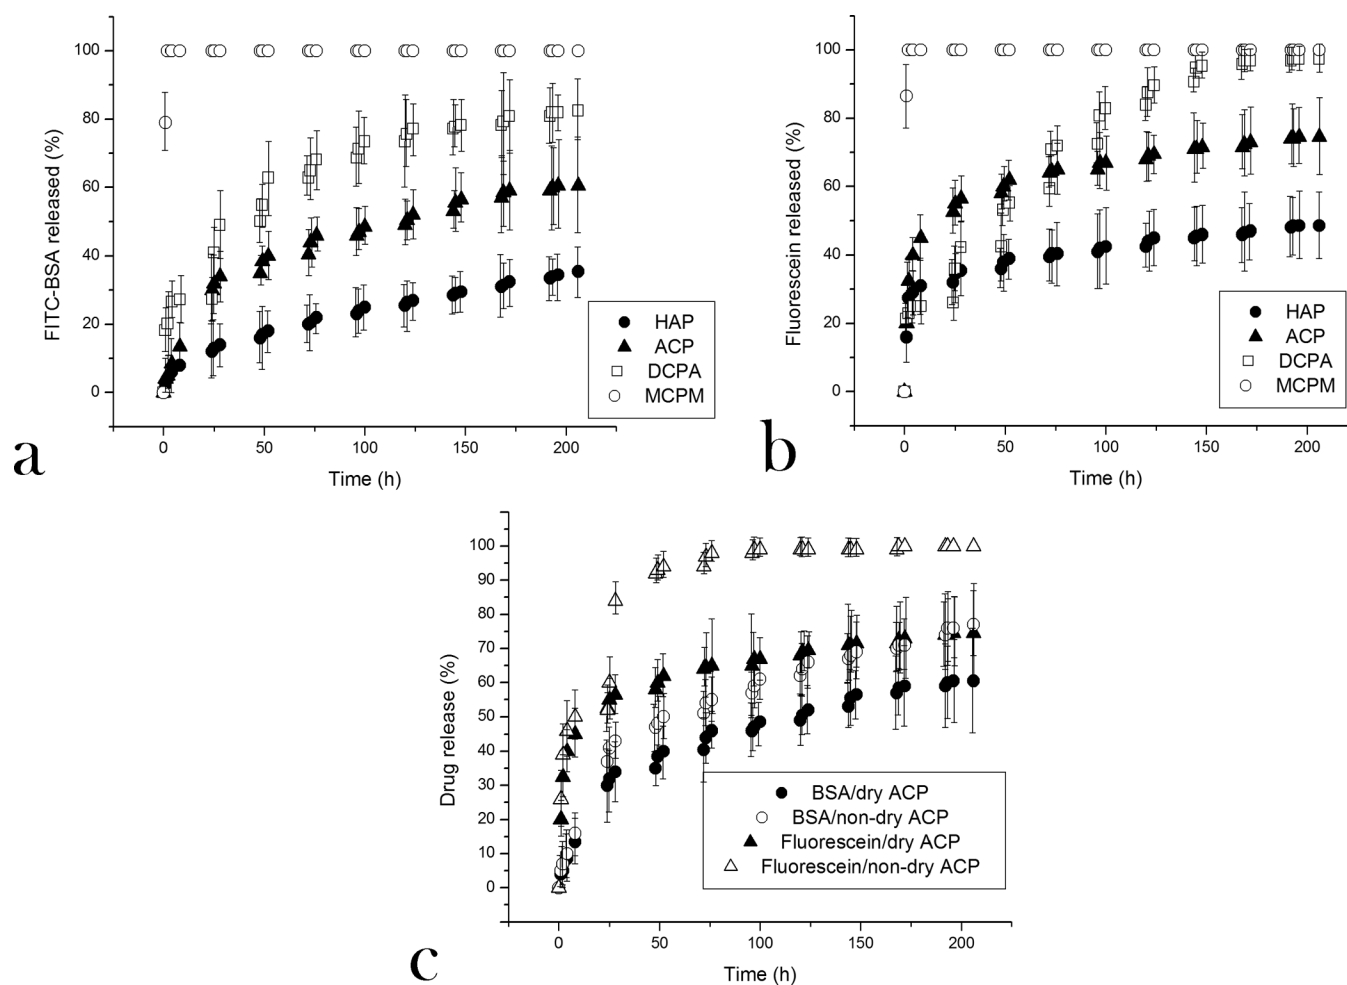 100
80
60
40
20
0
FITC-BSA released (%)
0 50 100 150 200
Time (h)
HAP
ACP
DCPA
MCPM
a
100
80
60
40
20
0
Fluorescein released (%)
0 50 100 150 200
Time (h)
HAP
ACP
DCPA
MCPM
b
100
90
80
70
60
50
40
30
20
10
0
Drug release (%)
0 50 100 150 200
Time (h)
BSA/dry ACP
BSA/non-dry ACP
Fluorescein/dry ACP
Fluorescein/non-dry ACP
c